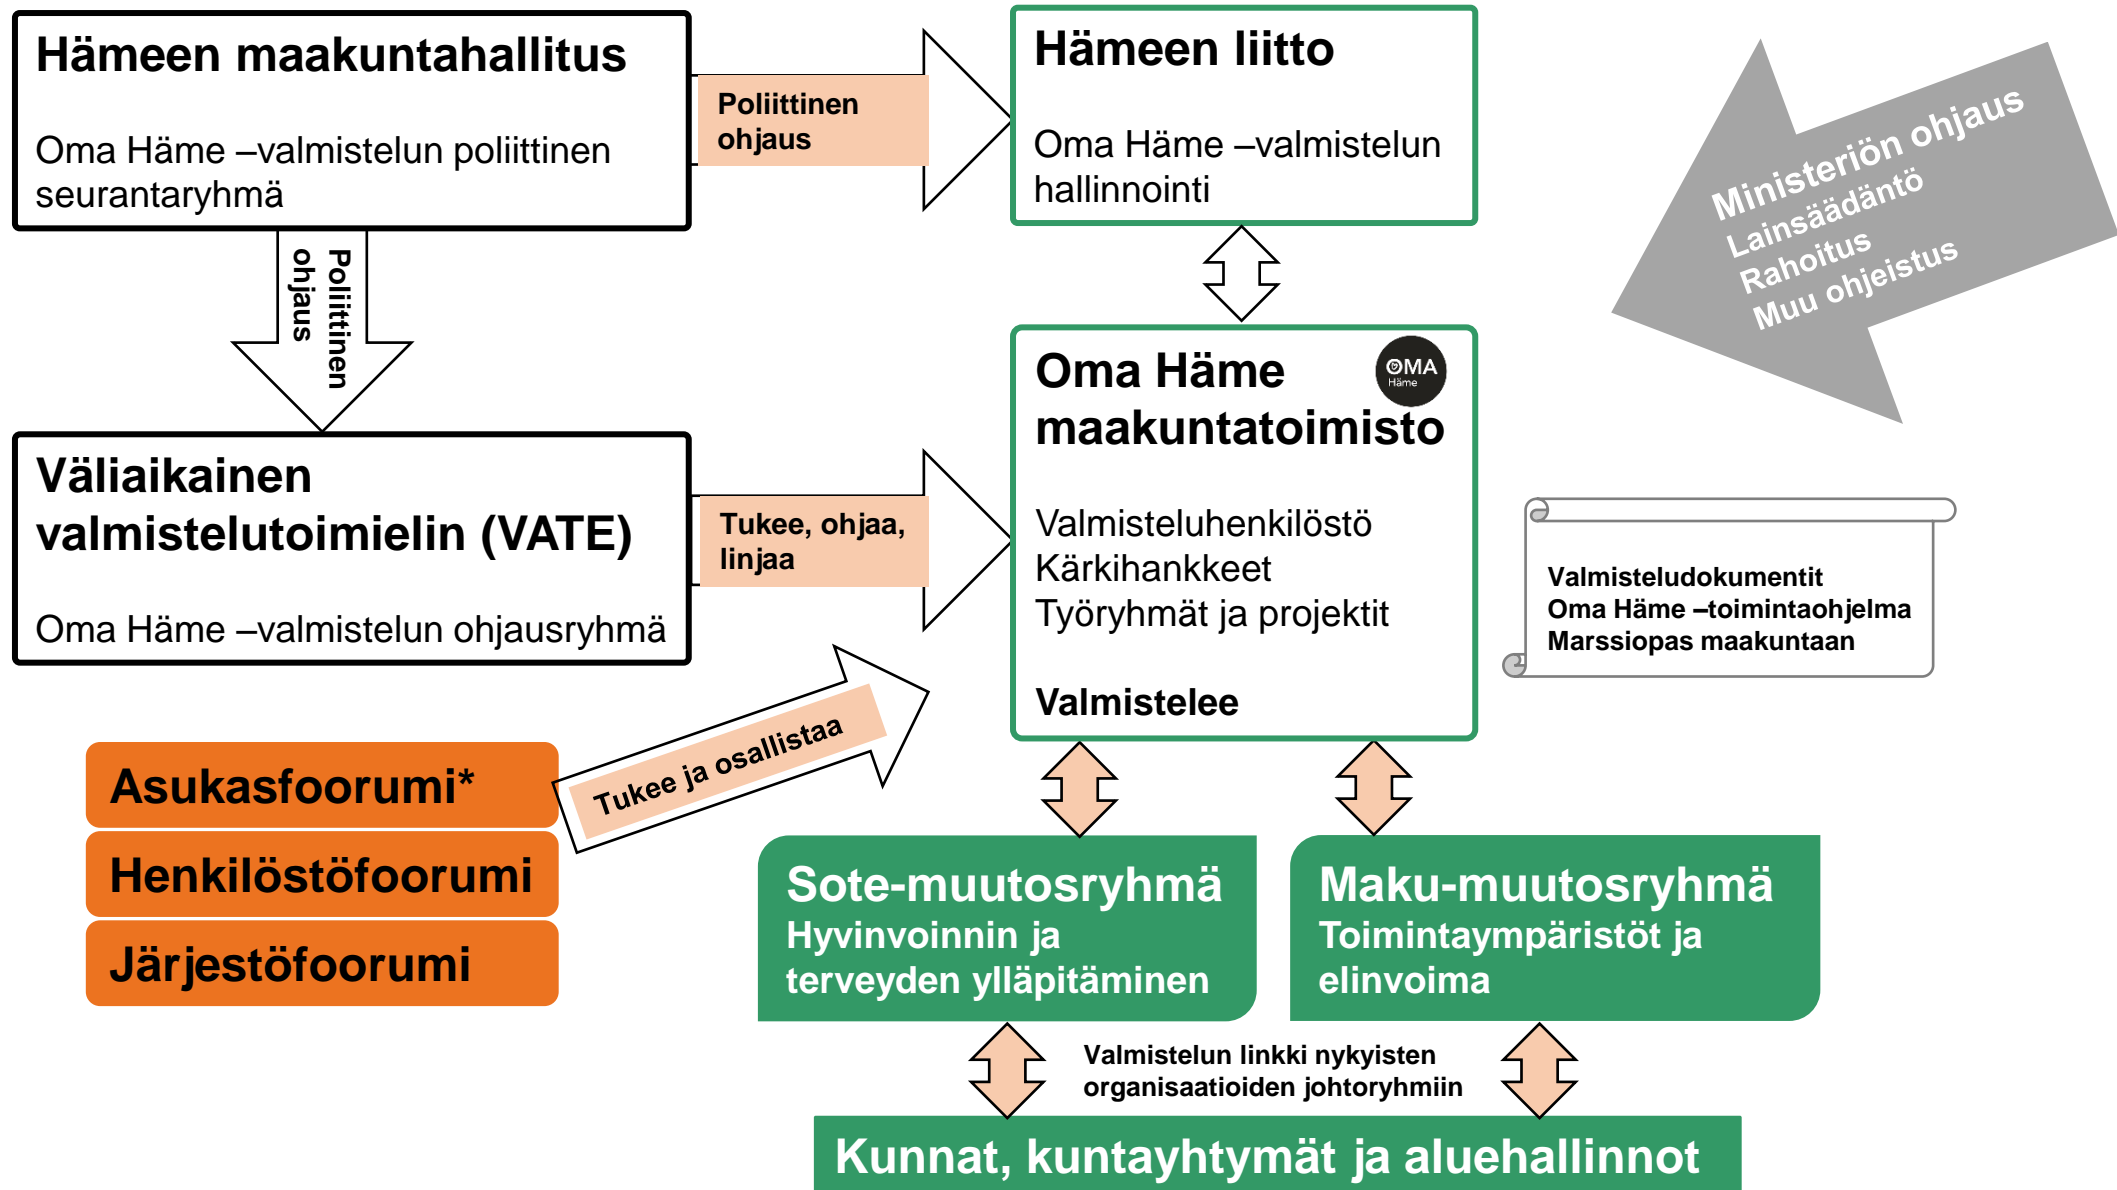 Hämeen maakuntahallitus
Oma Häme –valmistelun poliittinen
seurantaryhmä
Poliittinen
ohjaus
Hämeen liitto
Oma Häme –valmistelun
hallinnointi
Ministeriön ohjaus
Lainsäädäntö
Rahoitus
Muu ohjeistus
Poliittinen
ohjaus
Väliaikainen
valmistelutoimielin (VATE)
Oma Häme –valmistelun ohjausryhmä
Tukee, ohjaa,
linjaa
Oma Häme
maakuntatoimisto
OMA
Häme
Valmisteluhenkilöstö
Kärkihankkeet
Työryhmät ja projektit
Valmistelee
Valmisteludokumentit
Oma Häme –toimintaohjelma
Marssiopas maakuntaan
Asukasfoorumi*
Henkilöstöfoorumi
Järjestöfoorumi
Tukee ja osallistaa
Sote-muutosryhmä
Hyvinvoinnin ja
terveyden ylläpitäminen
Maku-muutosryhmä
Toimintaympäristöt ja
elinvoima
Valmistelun linkki nykyisten
organisaatioiden johtoryhmiin
Kunnat, kuntayhtymät ja aluehallinnot